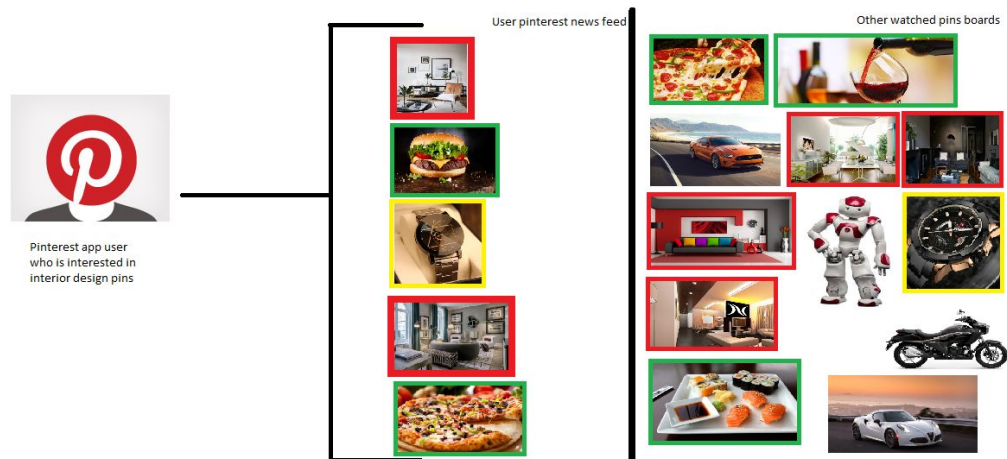 User pinterest news feed
Other watched pins boards
Pinterest app user
who is interested in
interior design pins